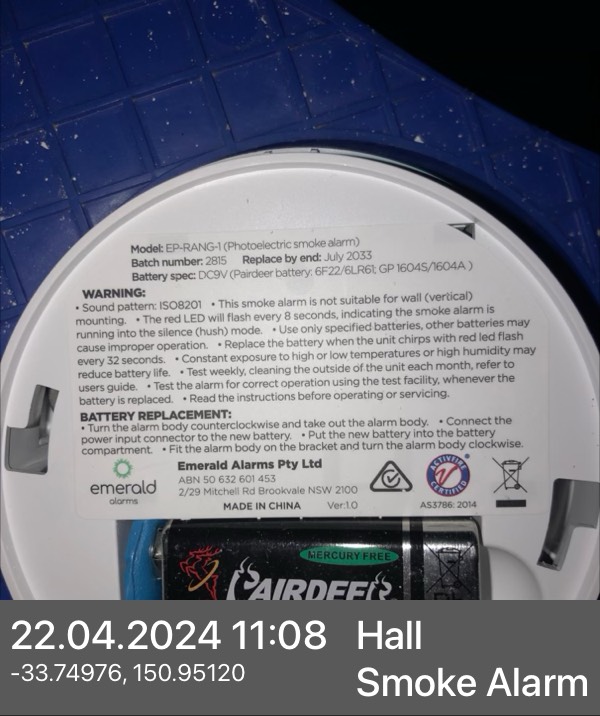 Model: EP-RANG-1 (Photoelectric smoke alarm)
Batch number: 2815 Replace by end: July 2033
Battery spec: DC9V (Pairdeer battery: 6F22/6LR61; GP 1604S/1604A )
WARNING:
• Sound pattern: ISO8201 • This smoke alarm is not suitable for wall (vertical)
mounting. • The red LED will flash every 8 seconds, indicating the smoke alarm is
running into the silence (hush) mode. • Use only specified batteries, other batteries may
cause improper operation. • Replace the battery when the unit chirps with red led flash
every 32 seconds. • Constant exposure to high or low temperatures or high humidity may
reduce battery life. • Test weekly, cleaning the outside of the unit each month, refer to
users guide. • Test the alarm for correct operation using the test facility, whenever the
battery is replaced. • Read the instructions before operating or servicing.
BATTERY REPLACEMENT:
• Turn the alarm body counterclockwise and take out the alarm body. • Connect the
power input connector to the new battery. • Put the new battery into the battery
compartment. • Fit the alarm body on the bracket and turn the alarm body clockwise.
emerald
alarms
Emerald Alarms Pty Ltd
ABN 50 632 601 453
2/29 Mitchell Rd Brookvale NSW 2100
MADE IN CHINA Ver:1.0
ACTIVFIRE
CERTIFIED
AS3786: 2014
MERCURY FREE
PAIRDEER
22.04.2024 11:08
-33.74976, 150.95120
Hall
Smoke Alarm